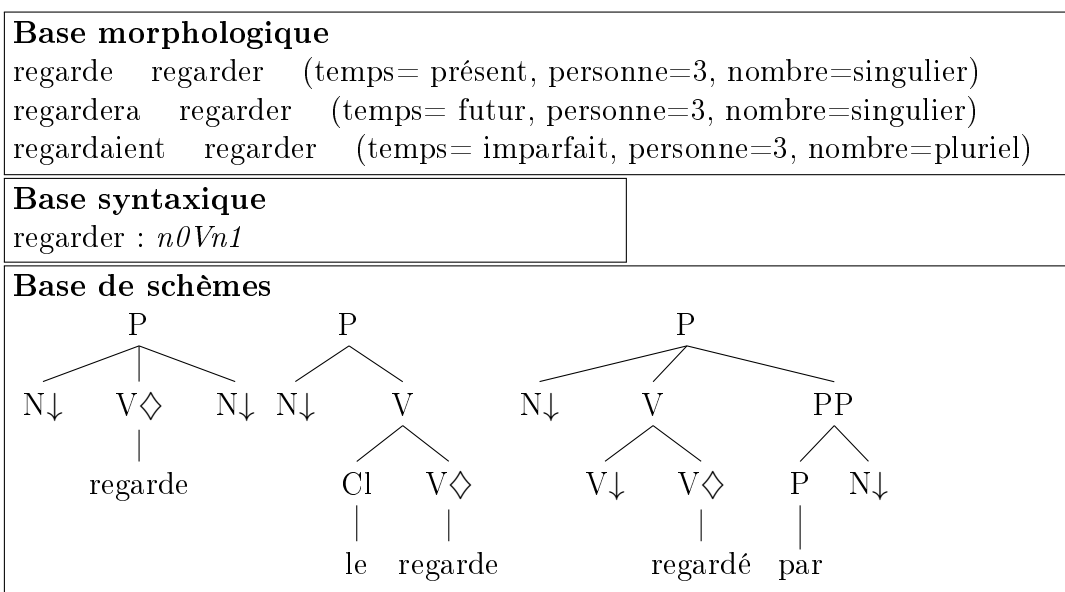 Base morphologique
regarde regarder (temps= présent, personne=3, nombre=singulier)
regardera regarder (temps= futur, personne=3, nombre=singulier)
regardaient regarder (temps= imparfait, personne=3, nombre=pluriel)
Base syntaxique
regarder : n0Vn1
Base de schèmes
P P P
N↓ V◇ N↓ N↓ V N↓ V PP
regarde Cl V◇ V↓ V◇ P N↓
le regarde regardé par